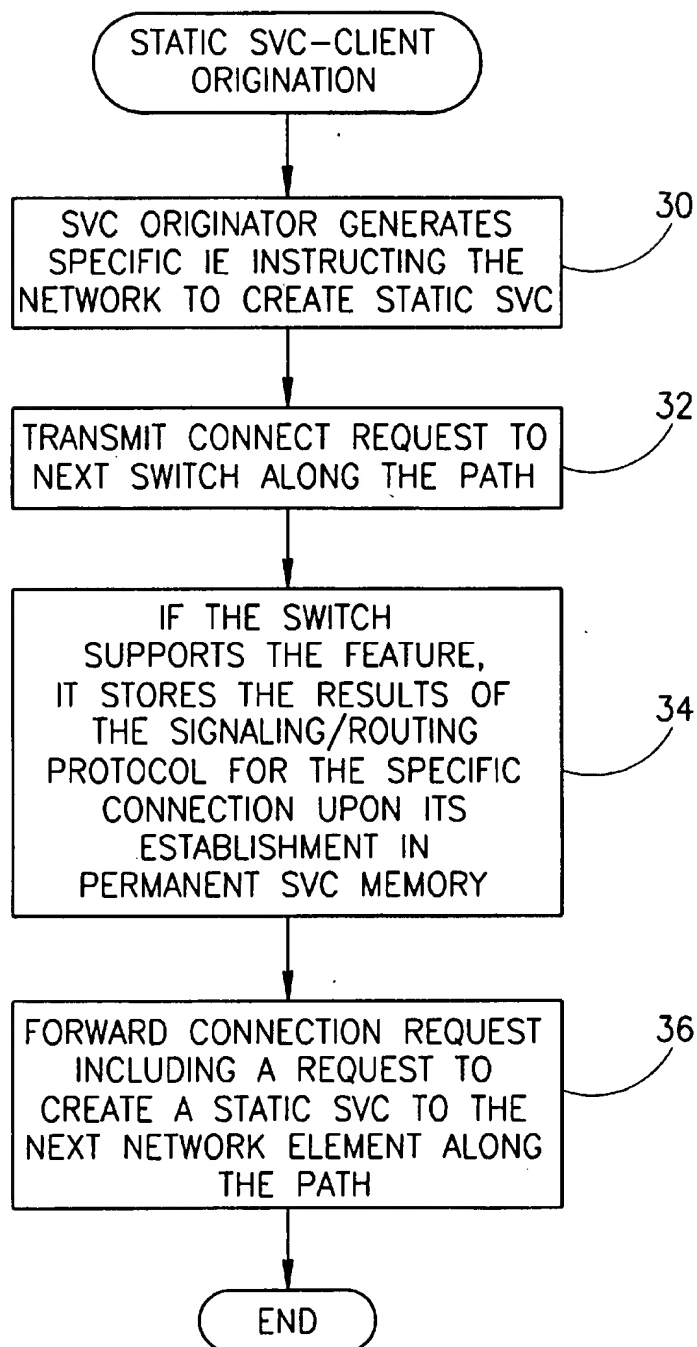 STATIC SVC-CLIENT
ORIGINATION
SVC ORIGINATOR GENERATES
SPECIFIC IE INSTRUCTING THE
NETWORK TO CREATE STATIC SVC
30
TRANSMIT CONNECT REQUEST TO
NEXT SWITCH ALONG THE PATH
32
IF THE SWITCH
SUPPORTS THE FEATURE,
IT STORES THE RESULTS OF
THE SIGNALING/ROUTING
PROTOCOL FOR THE SPECIFIC
CONNECTION UPON ITS
ESTABLISHMENT IN
PERMANENT SVC MEMORY
34
FORWARD CONNECTION REQUEST
INCLUDING A REQUEST TO
CREATE A STATIC SVC TO THE
NEXT NETWORK ELEMENT ALONG
THE PATH
36
END